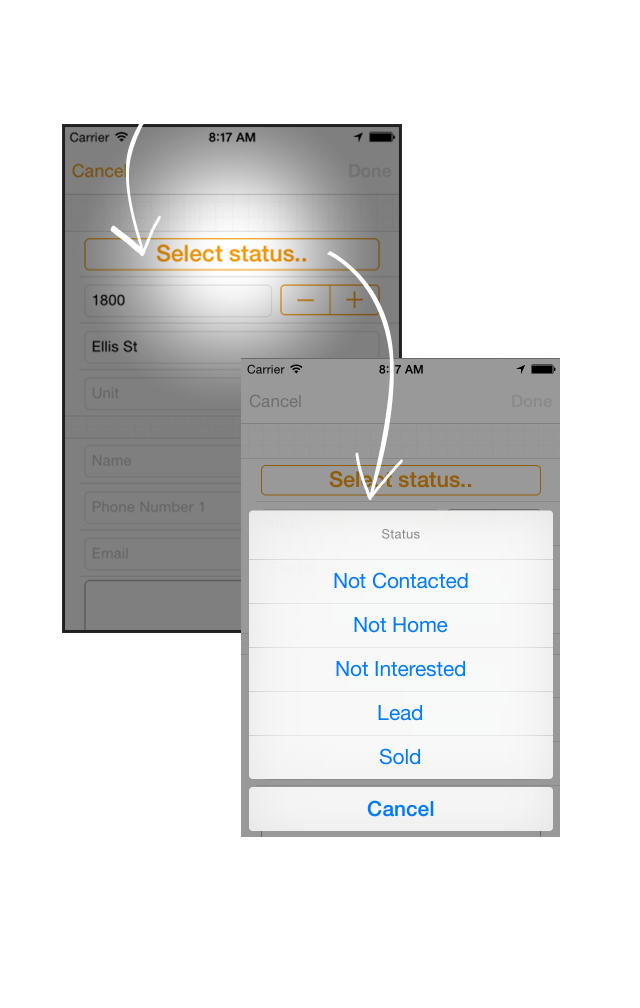 Carrier 8:17 AM
Cancel Done
Select status..
1800
Ellis St
Unit
Name
Phone Number 1
Email
Carrier 8:17 AM
Cancel Done
Select status..
Status
Not Contacted
Not Home
Not Interested
Lead
Sold
Cancel